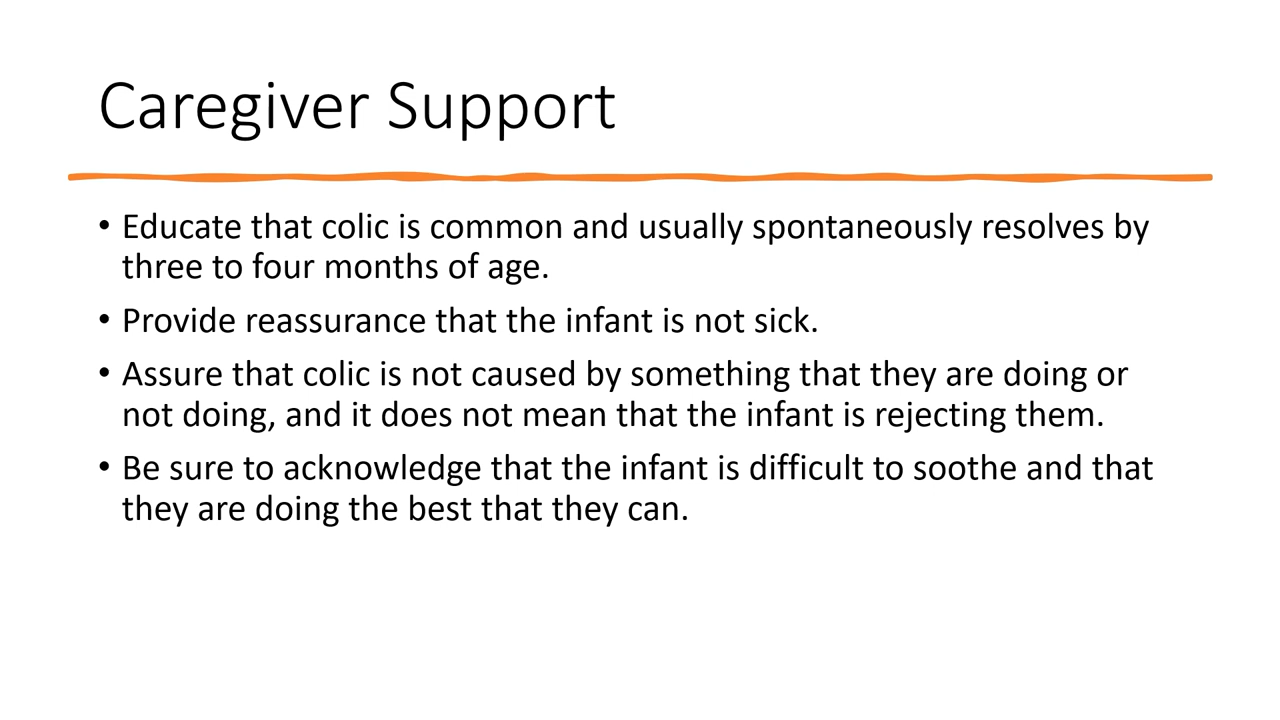 Caregiver Support
• Educate that colic is common and usually spontaneously resolves by
three to four months of age.
• Provide reassurance that the infant is not sick.
• Assure that colic is not caused by something that they are doing or
not doing, and it does not mean that the infant is rejecting them.
• Be sure to acknowledge that the infant is difficult to soothe and that
they are doing the best that they can.